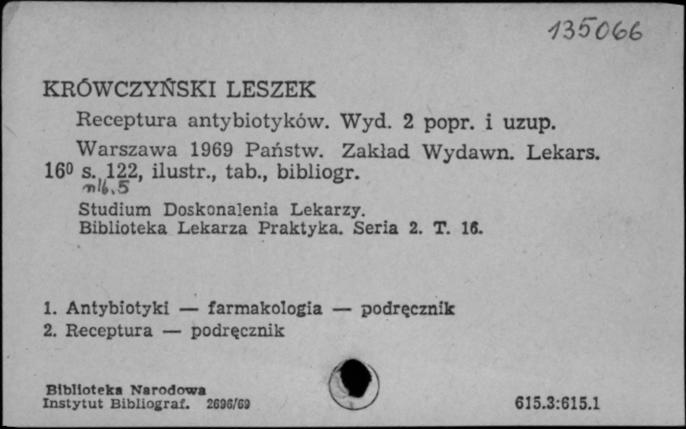 135066
KRÓWCZYŃSKI LESZEK
Receptura antybiotyków. Wyd. 2 popr. i uzup.
Warszawa 1969 Państw. Zakład Wydawn. Lekars.
16⁰ s. 122, ilustr., tab., bibliogr.
nlb. 5
Studium Doskonalenia Lekarzy.
Biblioteka Lekarza Praktyka. Seria 2. T. 16.
1. Antybiotyki — farmakologia — podręcznik
2. Receptura — podręcznik
Biblioteka Narodowa
Instytut Bibliograf. 2696/69
615.3:615.1